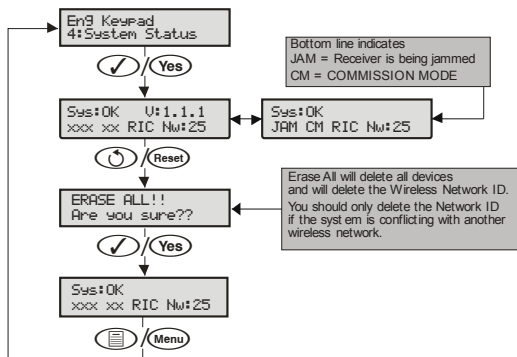 Eng Keypad
4:System Status
/ Yes
Bottom line indicates
JAM = Receiver is being jammed
CM = COMMISSION MODE
Sys:OK V:1.1.1
xxx xx RIC Nw:25
Sys:OK
JAM CM RIC Nw:25
/ Reset
ERASE ALL!!
Are you sure??
Erase All will delete all devices
and will delete the Wireless Network ID.
You should only delete the Network ID
if the system is conflicting with another
wireless network.
/ Yes
Sys:OK
xxx xx RIC Nw:25
/ Menu